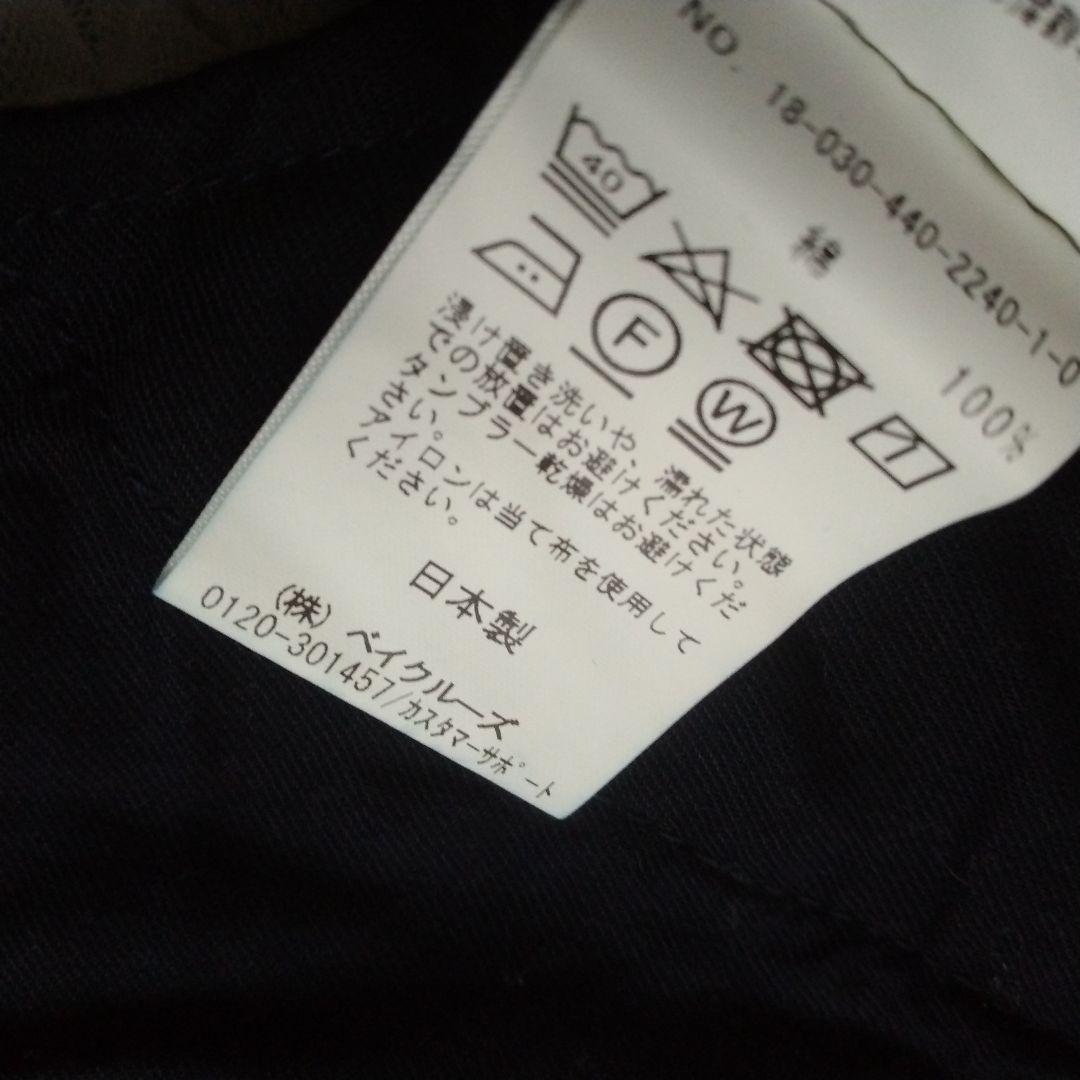 NO. 18-030-440-2240-1-0
綿 100%
40
F
W
浸け置き洗いや、濡れた状態
での放置はお避けください。
タンブラー乾燥はお避けくだ
さい。
アイロンは当て布を使用して
ください。
日本製
(株) ベイクルーズ
0120-301457/カスタマーサポート